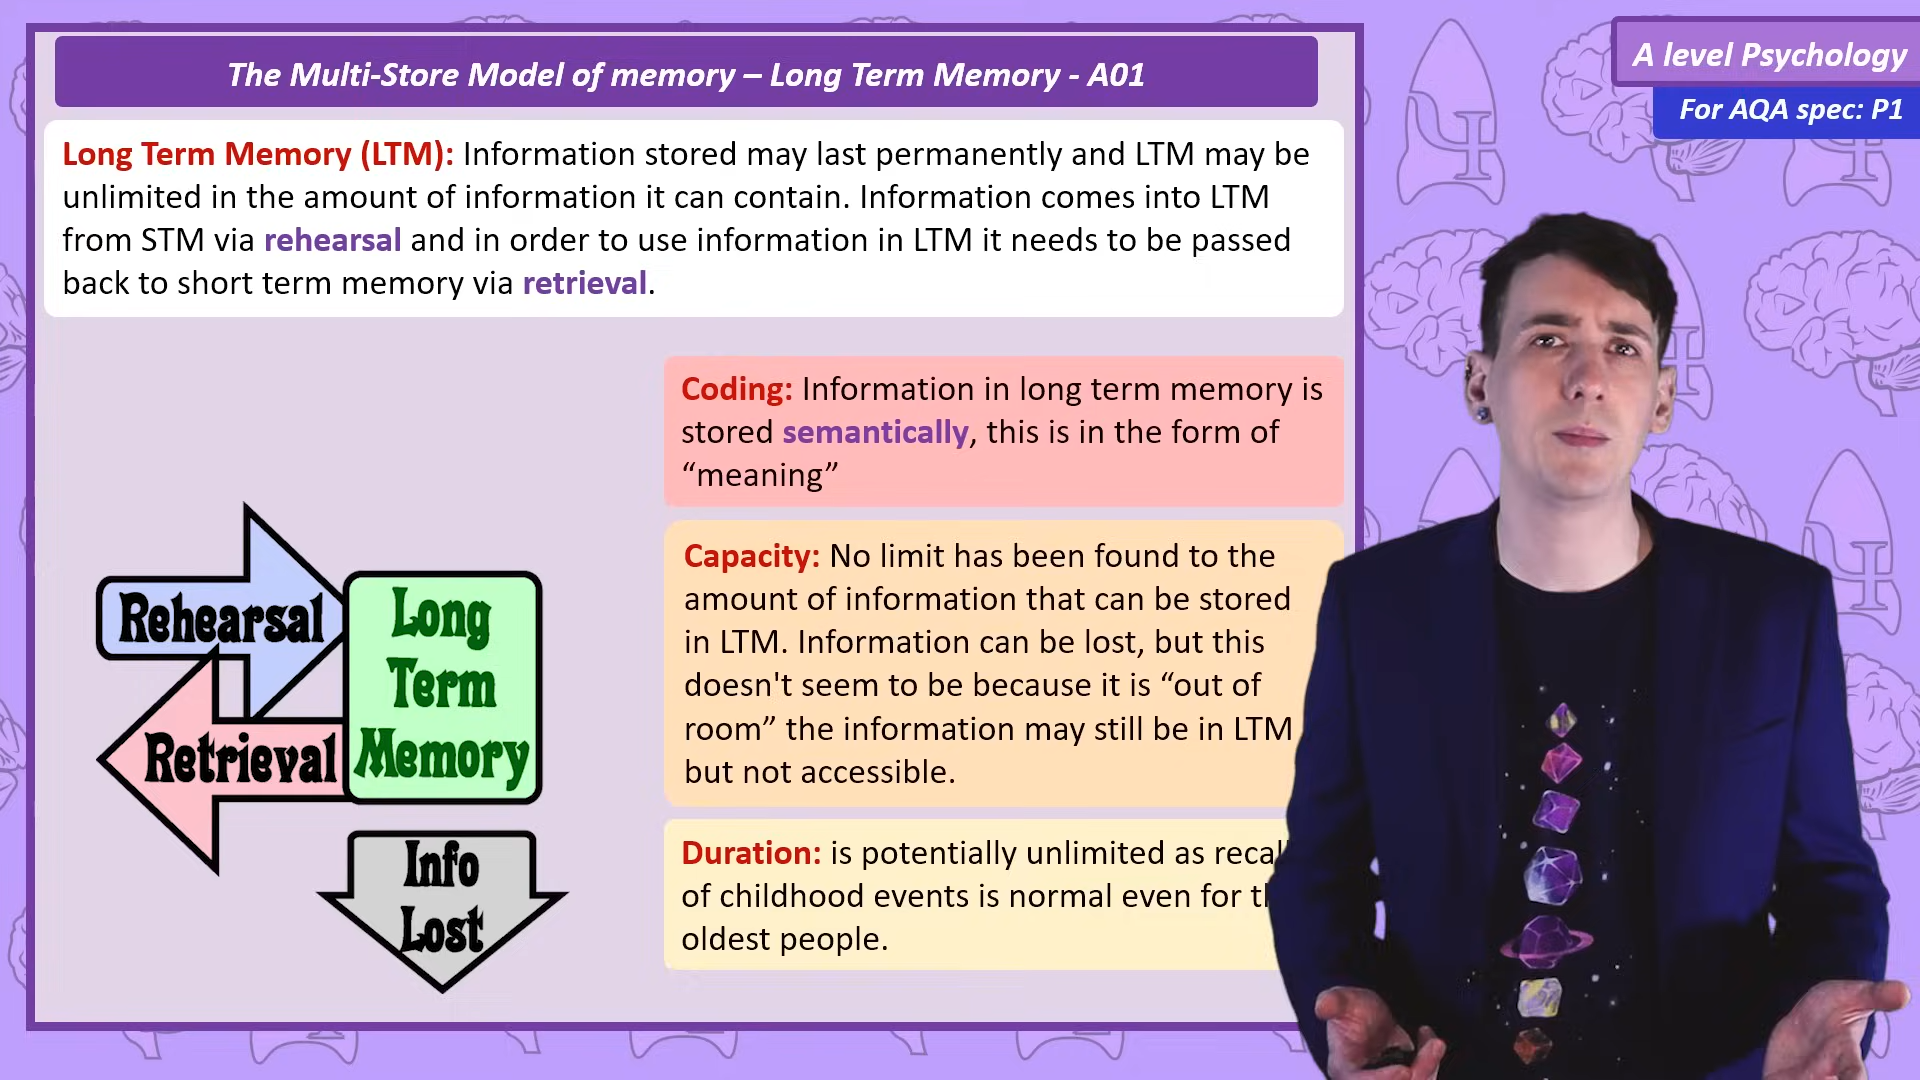 The Multi-Store Model of memory – Long Term Memory - A01
A level Psychology
For AQA spec: P1
Long Term Memory (LTM): Information stored may last permanently and LTM may be
unlimited in the amount of information it can contain. Information comes into LTM
from STM via rehearsal and in order to use information in LTM it needs to be passed
back to short term memory via retrieval.
Coding: Information in long term memory is
stored semantically, this is in the form of
“meaning”
Capacity: No limit has been found to the
amount of information that can be stored
in LTM. Information can be lost, but this
doesn't seem to be because it is “out of
room” the information may still be in LTM
but not accessible.
Duration: is potentially unlimited as recall
of childhood events is normal even for
oldest people.
Rehearsal
Long
Term
Memory
Retrieval
Info
Lost